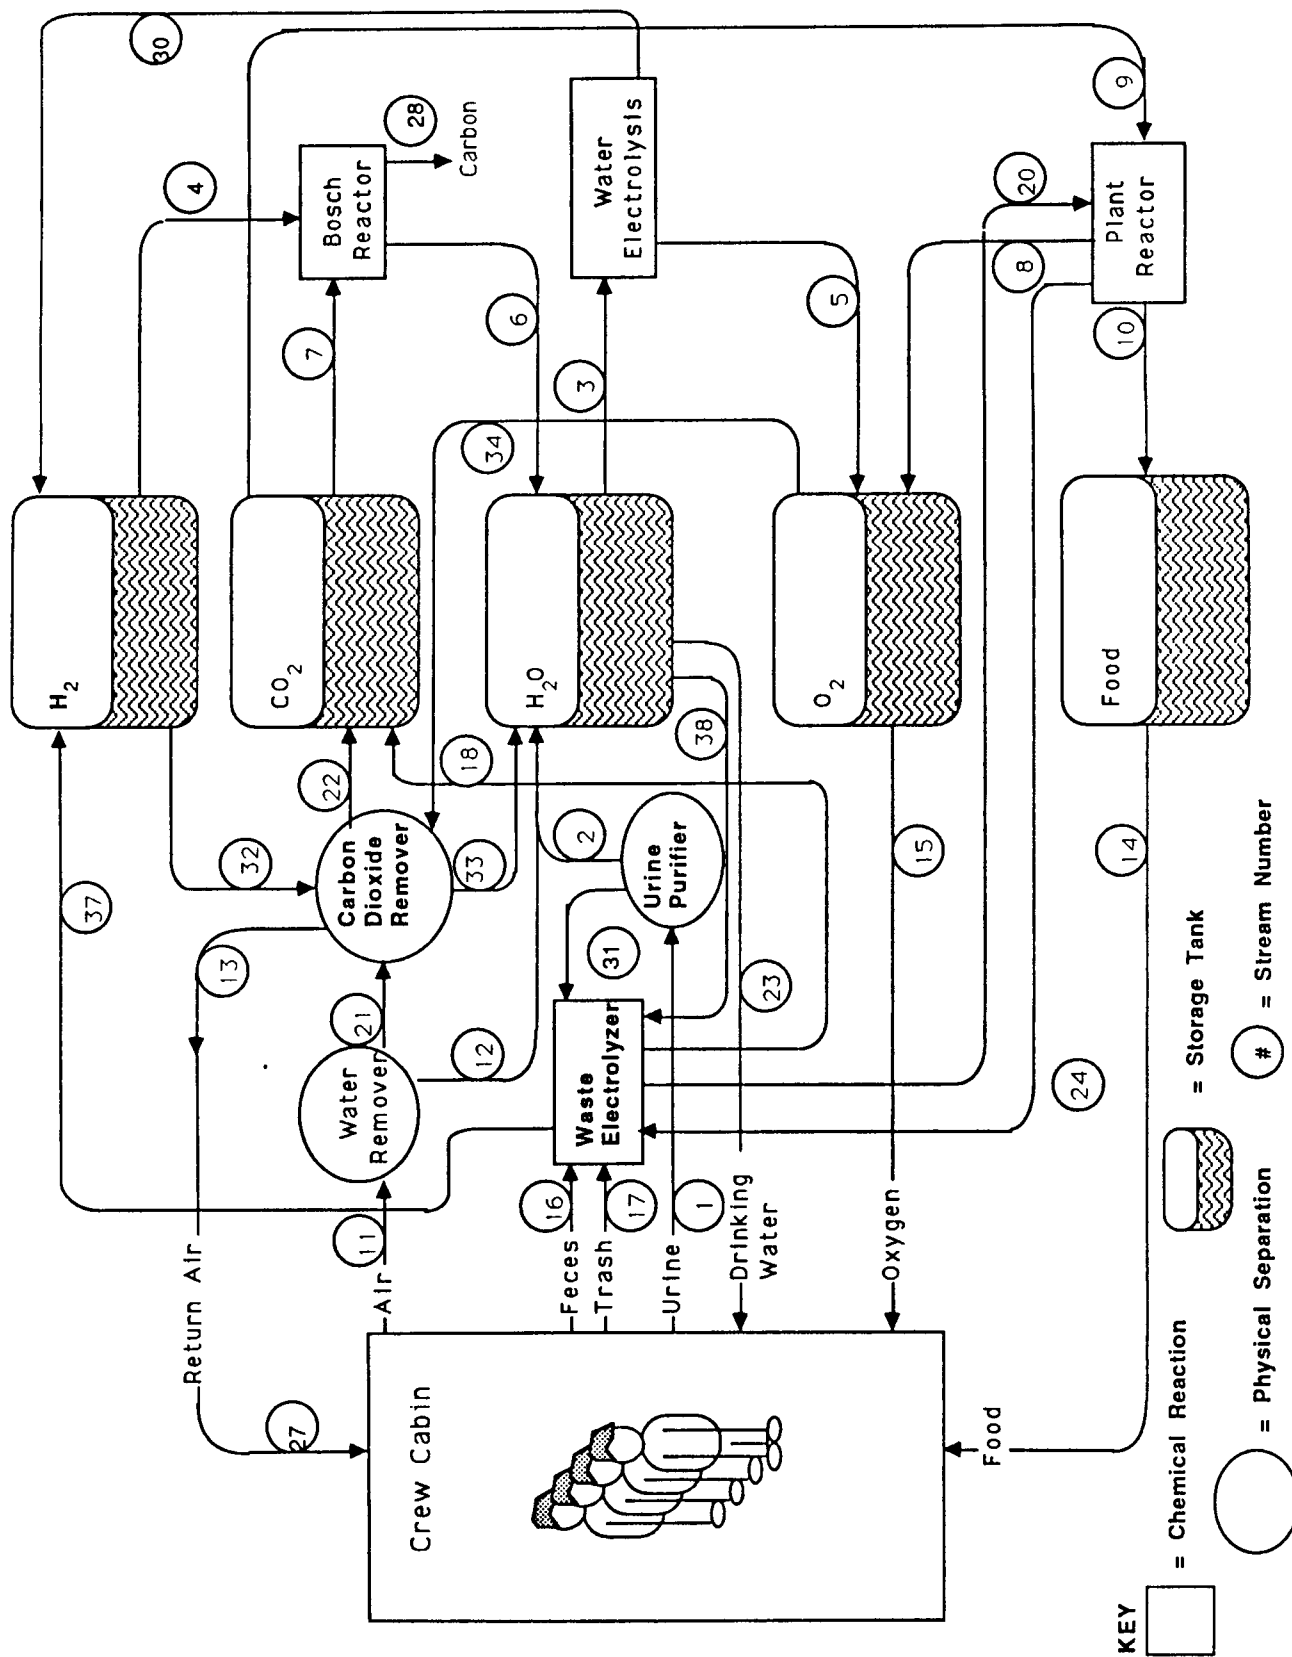 30
4
28
Carbon
Bosch
Reactor
7
6
Water
Electrolysis
3
5
9
20
8
Plant
Reactor
10
34
H2
CO2
H2O
O2
Food
37
32
22
18
38
13
Carbon
Dioxide
Remover
33
2
Urine
Purifier
31
23
15
14
21
Water
Remover
12
Waste
Electrolyzer
24
11
16
17
1
Return Air
Air
Feces
Trash
Urine
Drinking
Water
Oxygen
27
Crew Cabin
Food
KEY
= Chemical Reaction
= Storage Tank
= Physical Separation
# = Stream Number